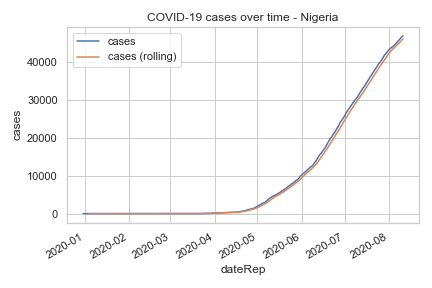 COVID-19 cases over time - Nigeria
cases
cases (rolling)
cases
40000
30000
20000
10000
0
2020-01
2020-02
2020-03
2020-04
2020-05
2020-06
2020-07
2020-08
dateRep